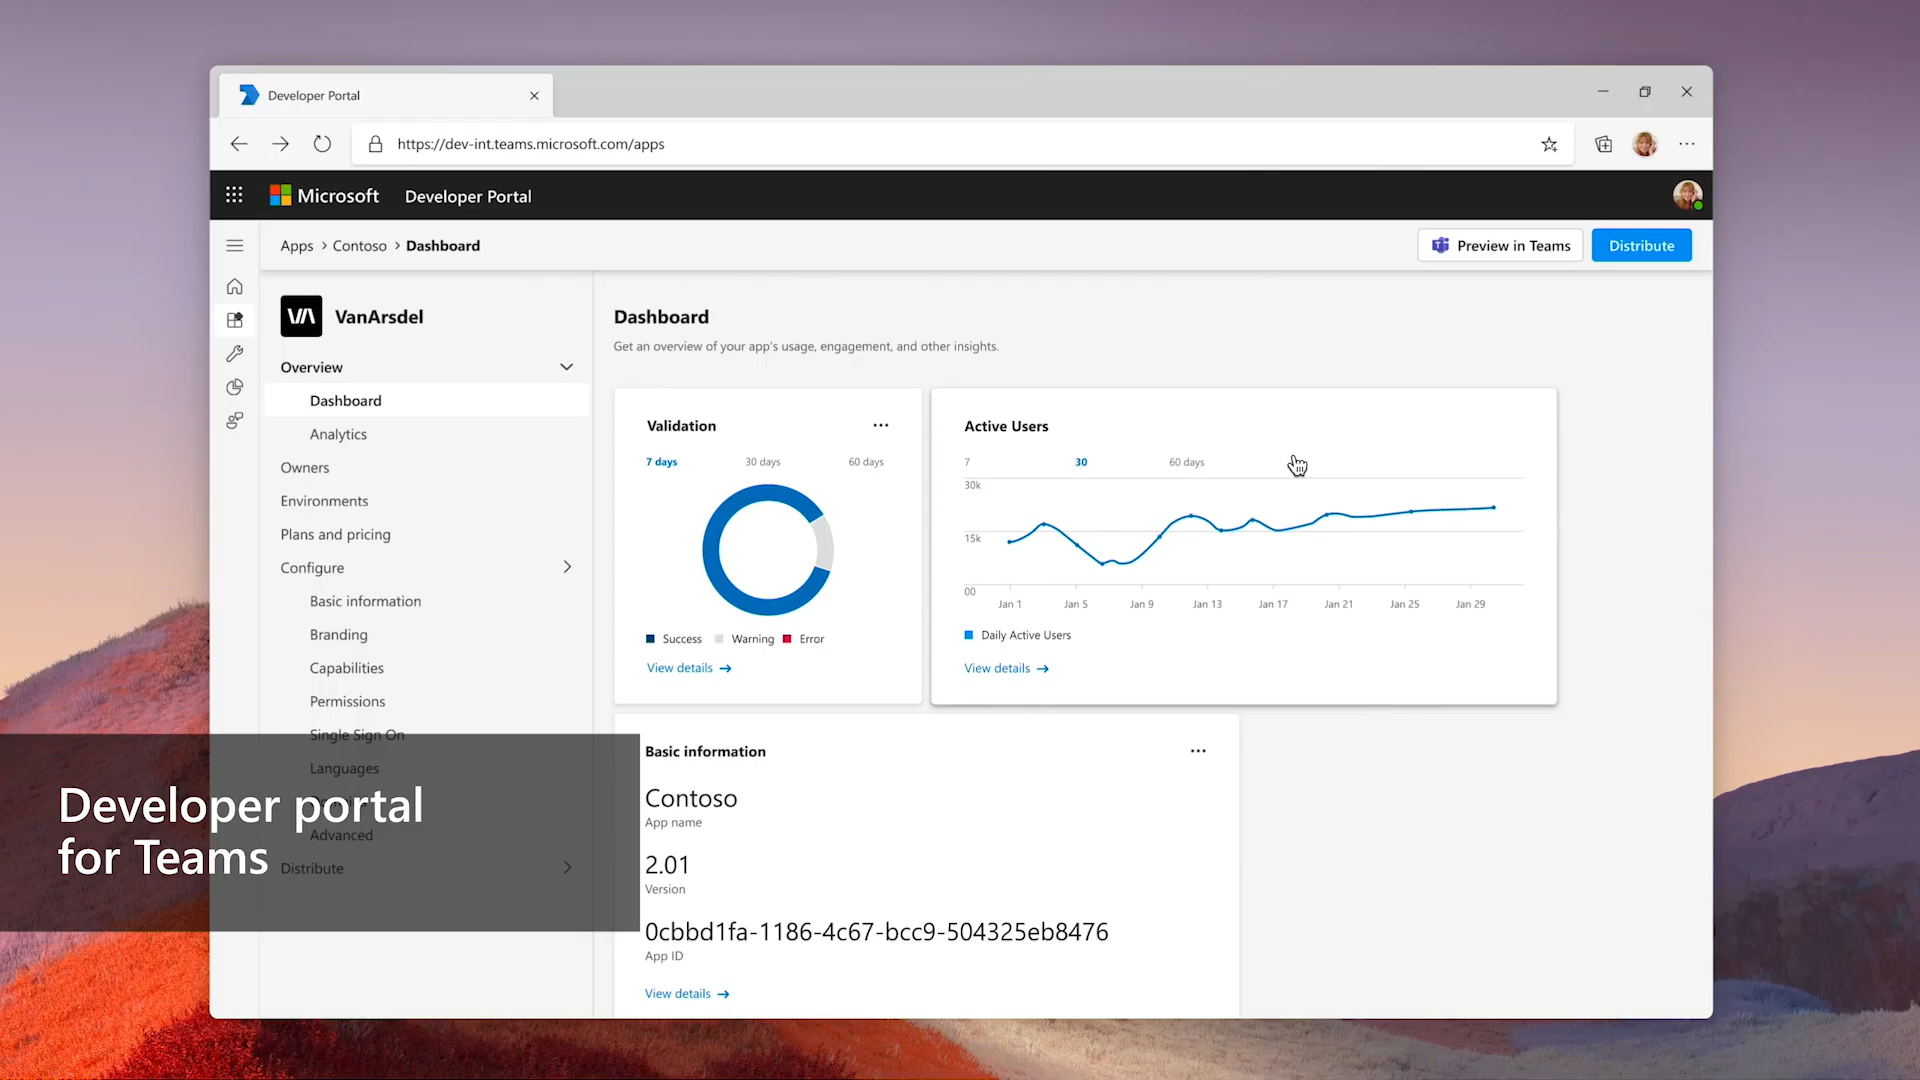 Developer Portal
https://dev-int.teams.microsoft.com/apps
Microsoft Developer Portal
Apps > Contoso > Dashboard
Preview in Teams
Distribute
VA VanArsdel
Overview
Dashboard
Analytics
Owners
Environments
Plans and pricing
Configure
Basic information
Branding
Capabilities
Permissions
Single Sign On
Languages
Advanced
Distribute
Developer portal
for Teams
Dashboard
Get an overview of your app's usage, engagement, and other insights.
Validation
7 days 30 days 60 days
Success Warning Error
View details →
Active Users
7 30 60 days
30k
15k
00
Jan 1 Jan 5 Jan 9 Jan 13 Jan 17 Jan 21 Jan 25 Jan 29
Daily Active Users
View details →
Basic information
Contoso
App name
2.01
Version
0cbbd1fa-1186-4c67-bcc9-504325eb8476
App ID
View details →